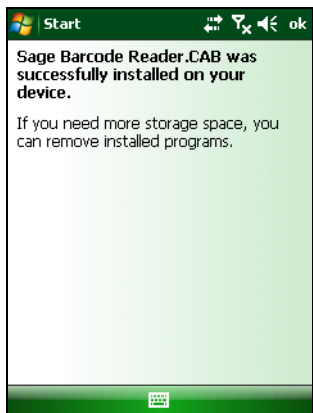 Start
ok
Sage Barcode Reader.CAB was
successfully installed on your
device.
If you need more storage space, you
can remove installed programs.